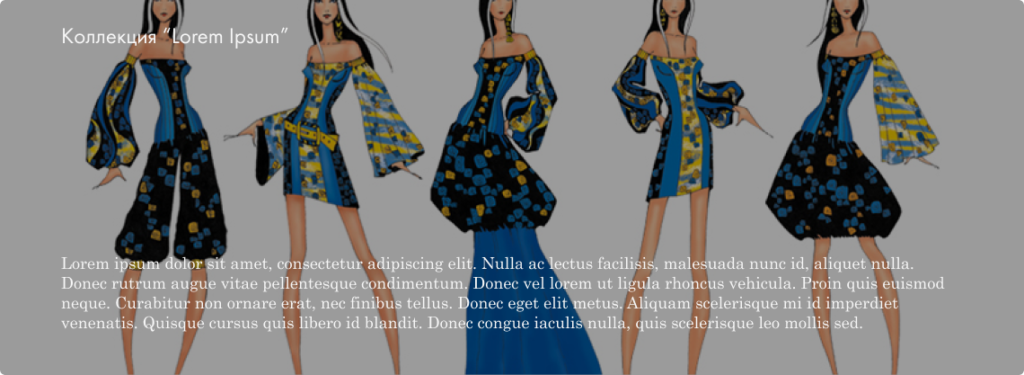 Коллекция “Lorem Ipsum”
Lorem ipsum dolor sit amet, consectetur adipiscing elit. Nulla ac lectus facilisis, malesuada nunc id, aliquet nulla.
Donec rutrum augue vitae pellentesque condimentum. Donec vel lorem ut ligula rhoncus vehicula. Proin quis euismod
neque. Curabitur non ornare erat, nec finibus tellus. Donec eget elit metus. Aliquam scelerisque mi id imperdiet
venenatis. Quisque cursus quis libero id blandit. Donec congue iaculis nulla, quis scelerisque leo mollis sed.